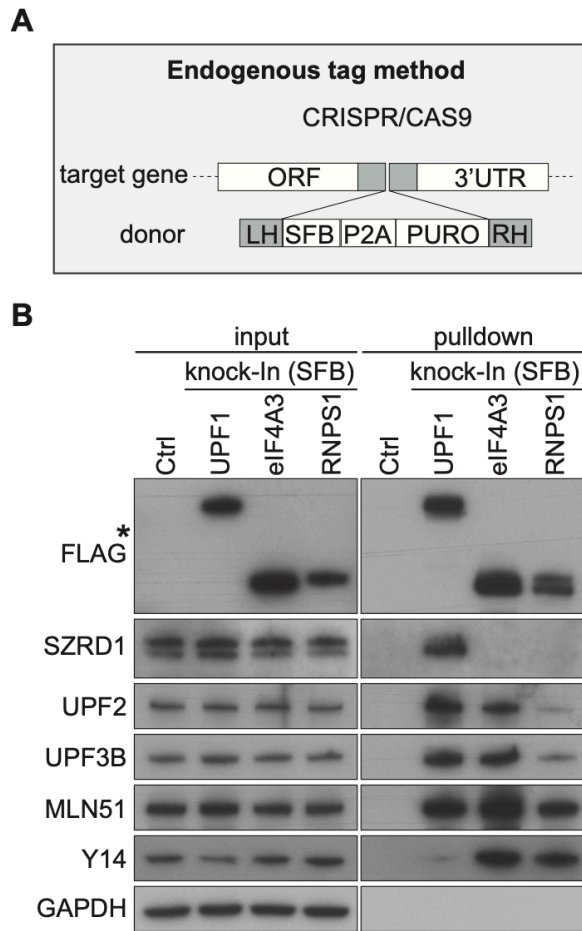 A
Endogenous tag method
CRISPR/CAS9
target gene ORF 3'UTR
donor LH SFB P2A PURO RH
B
input pulldown
knock-In (SFB) knock-In (SFB)
Ctrl UPF1 eIF4A3 RNPS1 Ctrl UPF1 eIF4A3 RNPS1
*
FLAG
SZRD1
UPF2
UPF3B
MLN51
Y14
GAPDH